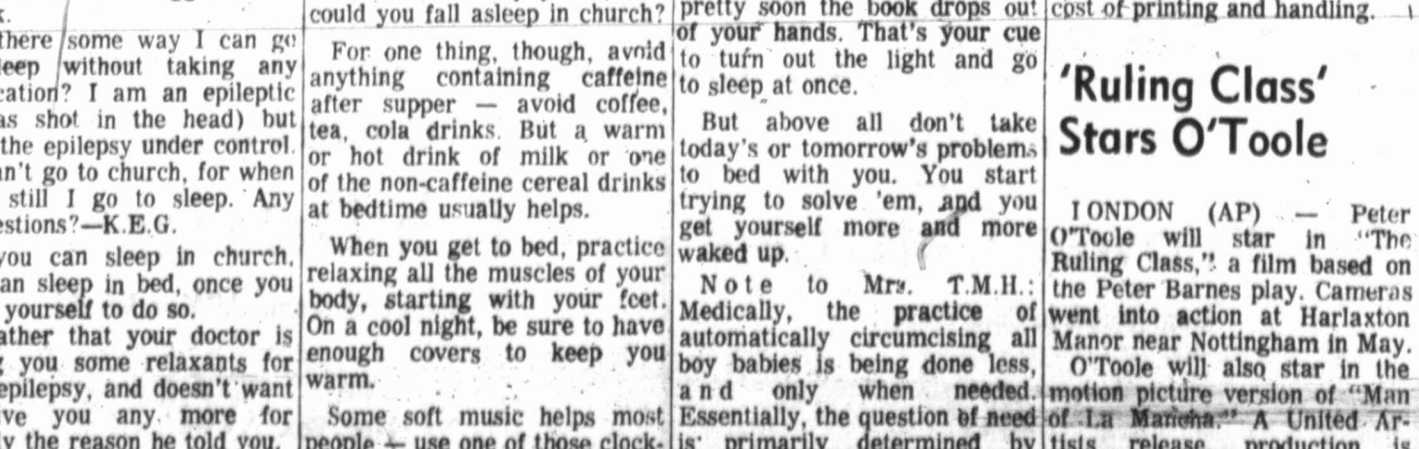 there some way I can go
leep without taking any
cation? I am an epileptic
as shot in the head) but
the epilepsy under control.
an't go to church, for when
still I go to sleep. Any
estions?—K.E.G.
you can sleep in church,
an sleep in bed, once you
yourself to do so.
ather that your doctor is
g you some relaxants for
epilepsy, and doesn't want
ive you any more for
y the reason he told you.
could you fall asleep in church?
For one thing, though, avoid
anything containing caffeine
after supper — avoid coffee,
tea, cola drinks. But a warm
or hot drink of milk or one
of the non-caffeine cereal drinks
at bedtime usually helps.
When you get to bed, practice
relaxing all the muscles of your
body, starting with your feet.
On a cool night, be sure to have
enough covers to keep you
warm.
Some soft music helps most
people — use one of those clock-
pretty soon the book drops out
of your hands. That's your cue
to turn out the light and go
to sleep at once.
But above all don't take
today's or tomorrow's problems
to bed with you. You start
trying to solve 'em, and you
get yourself more and more
waked up.
Note to Mrs. T.M.H.:
Medically, the practice of
automatically circumcising all
boy babies is being done less,
and only when needed.
Essentially, the question of need
is primarily determined by
cost of printing and handling.
'Ruling Class'
Stars O'Toole
LONDON (AP) — Peter
O'Toole will star in "The
Ruling Class," a film based on
the Peter Barnes play. Cameras
went into action at Harlaxton
Manor near Nottingham in May.
O'Toole will also star in the
motion picture version of "Man
of La Mancha." A United Ar-
tists release, production is